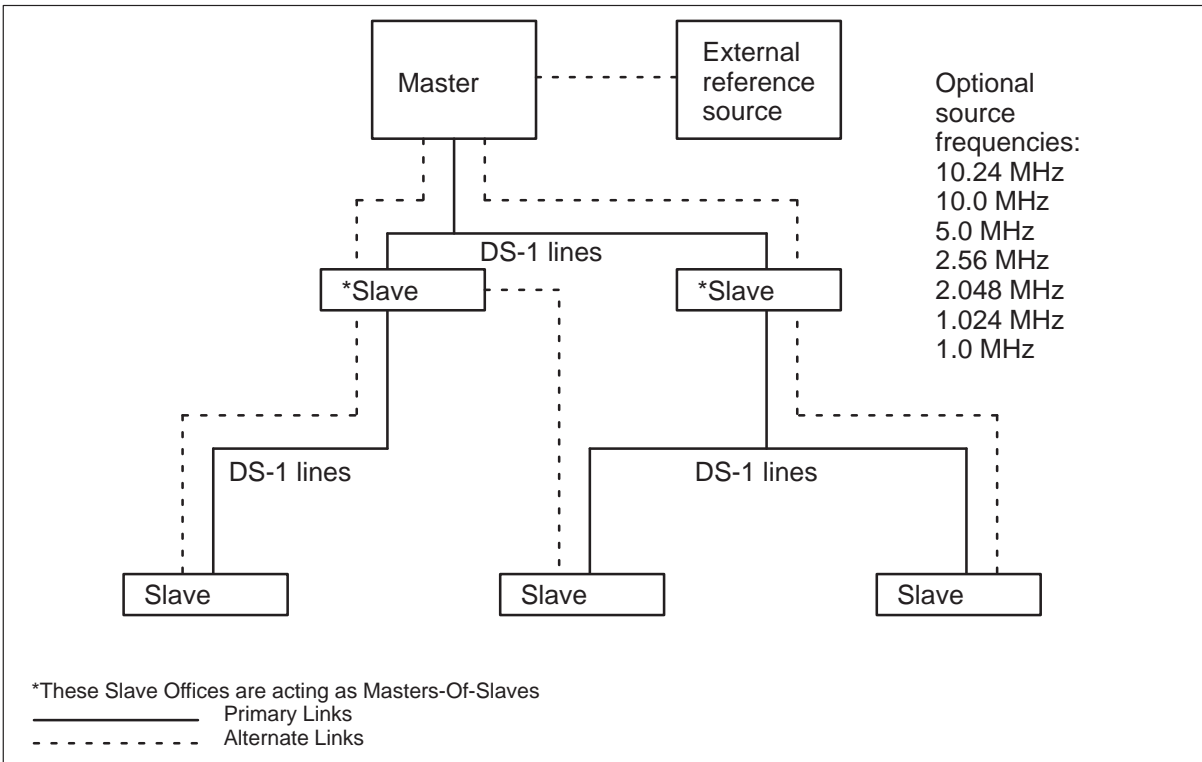 Master
External
reference
source
Optional
source
frequencies:
10.24 MHz
10.0 MHz
5.0 MHz
2.56 MHz
2.048 MHz
1.024 MHz
1.0 MHz
DS-1 lines
*Slave
*Slave
DS-1 lines
DS-1 lines
Slave
Slave
Slave
*These Slave Offices are acting as Masters-Of-Slaves
Primary Links
Alternate Links